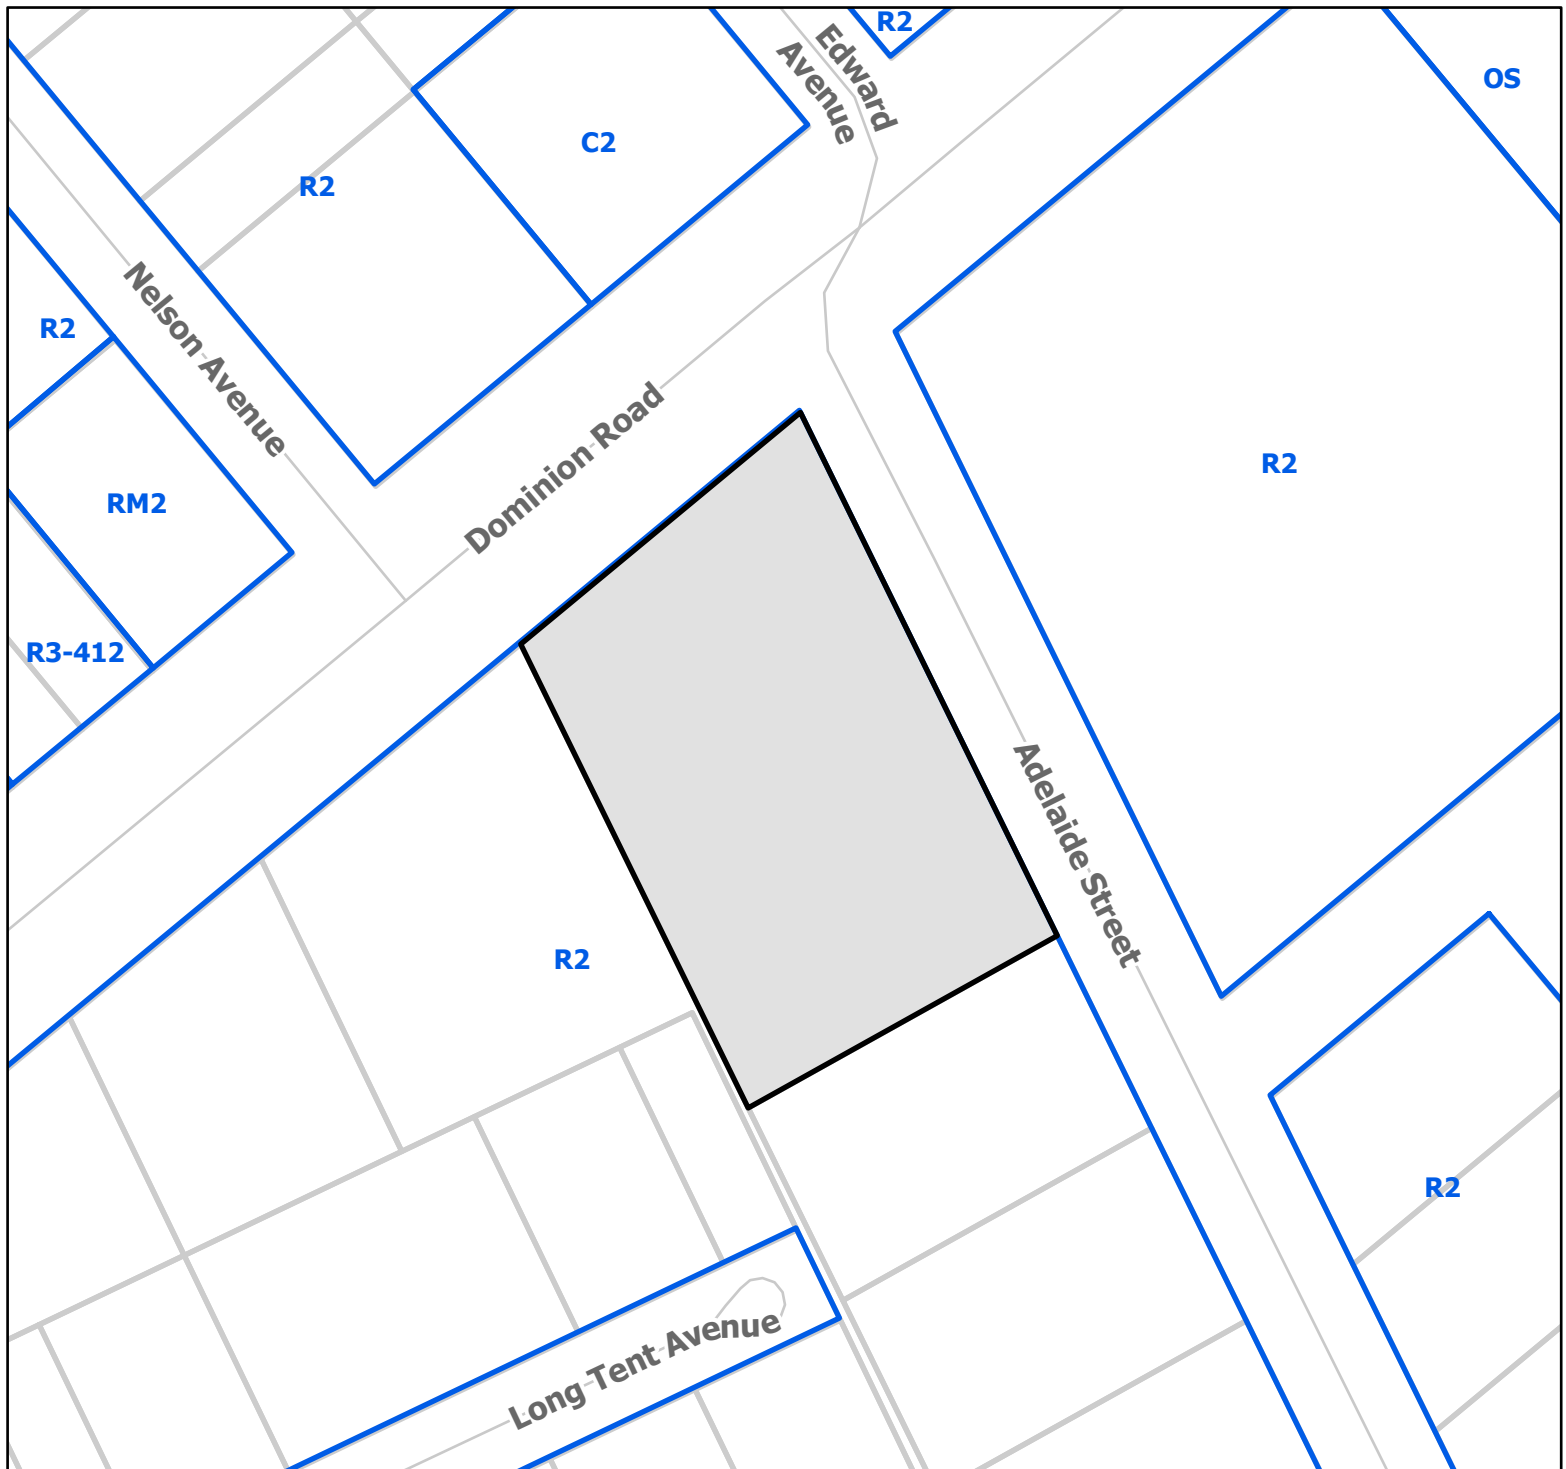 R2
Edward
Avenue
OS
C2
R2
Nelson Avenue
R2
Dominion Road
R2
RM2
R3-412
Adelaide Street
R2
R2
Long Tent Avenue